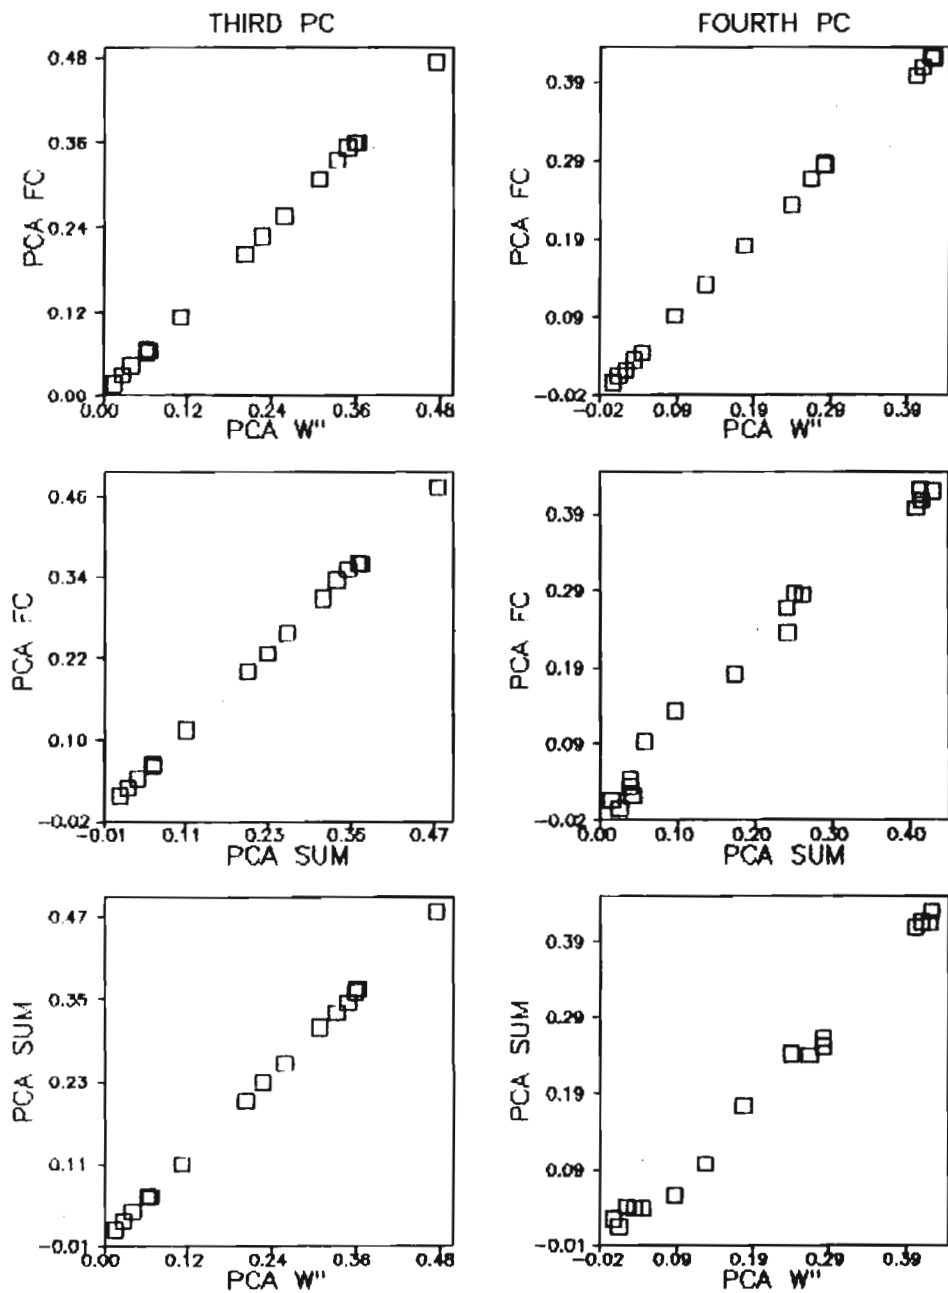 THIRD PC
FOURTH PC
0.48
0.36
0.24
0.12
0.00
PCA FC
0.00 0.12 0.24 0.36 0.48
PCA W"
0.39
0.29
0.19
0.09
−0.02
PCA FC
−0.02 0.09 0.19 0.29 0.39
PCA W"
0.46
0.34
0.22
0.10
−0.02
PCA FC
−0.01 0.11 0.23 0.35 0.47
PCA SUM
0.39
0.29
0.19
0.09
−0.02
PCA FC
0.00 0.10 0.20 0.30 0.40
PCA SUM
0.47
0.35
0.23
0.11
−0.01
PCA SUM
0.00 0.12 0.24 0.36 0.48
PCA W"
0.39
0.29
0.19
0.09
−0.01
PCA SUM
−0.02 0.09 0.19 0.29 0.39
PCA W"